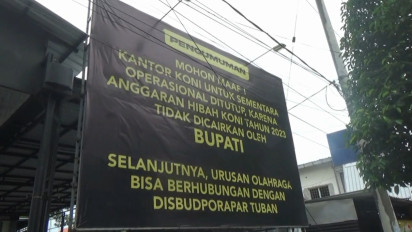 PENGUMUMAN
MOHON MAAF !
KANTOR KONI UNTUK SEMENTARA
OPERASIONAL DITUTUP, KARENA
ANGGARAN HIBAH KONI TAHUN 2023
TIDAK DICAIRKAN OLEH
BUPATI
SELANJUTNYA, URUSAN OLAHRAGA
BISA BERHUBUNGAN DENGAN
DISBUDPORAPAR TUBAN